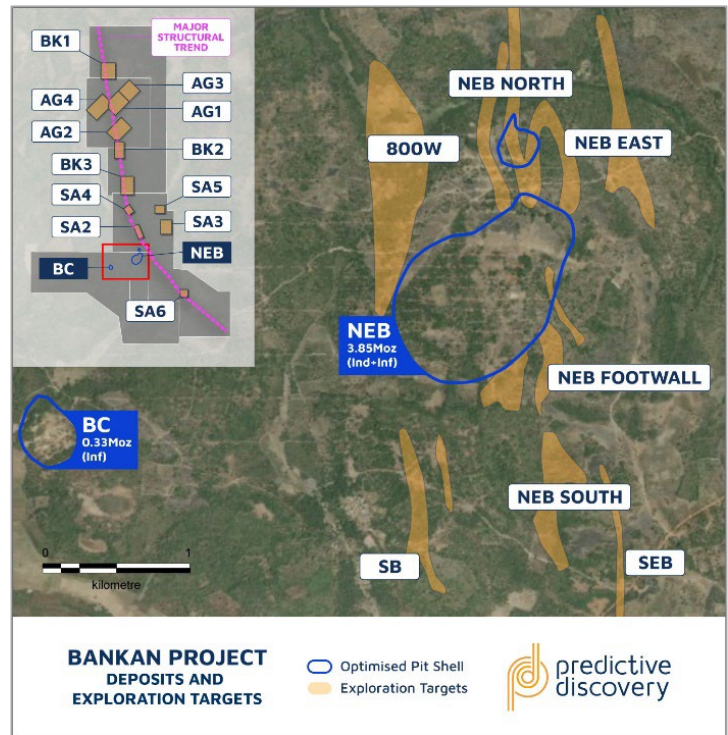 MAJOR
STRUCTURAL
TREND
BK1
AG3
AG4
AG1
AG2
BK2
BK3
SA5
SA4
SA3
SA2
NEB
BC
SA6
NEB NORTH
800W
NEB EAST
NEB
3.85Moz
(Ind+Inf)
NEB FOOTWALL
BC
0.33Moz
(Inf)
NEB SOUTH
SB
SEB
0 1
kilometre
BANKAN PROJECT
DEPOSITS AND
EXPLORATION TARGETS
Optimised Pit Shell
Exploration Targets
predictive
discovery